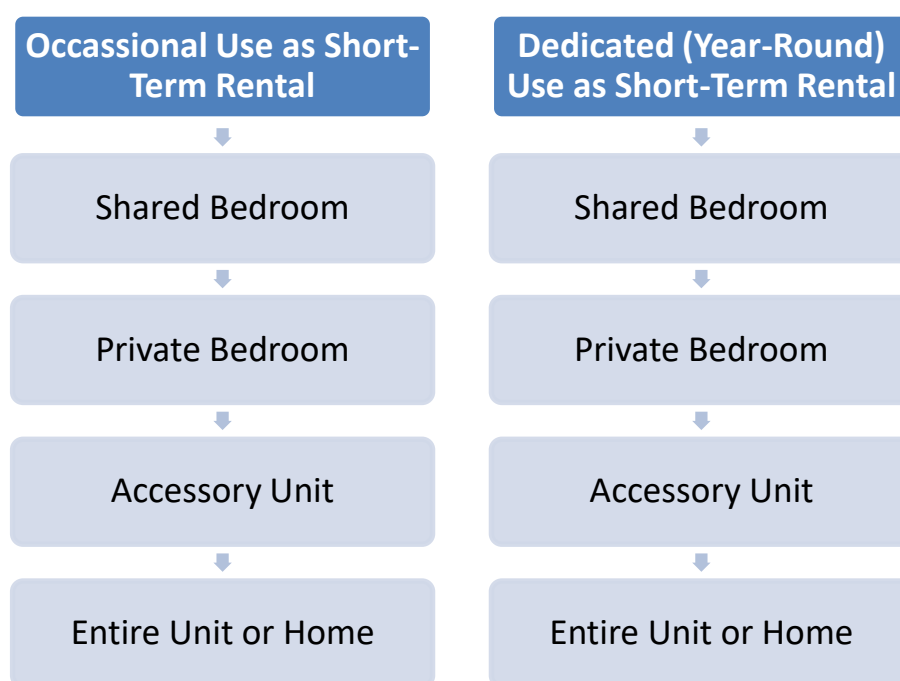 Occassional Use as Short-
Term Rental
Shared Bedroom
Private Bedroom
Accessory Unit
Entire Unit or Home
Dedicated (Year-Round)
Use as Short-Term Rental
Shared Bedroom
Private Bedroom
Accessory Unit
Entire Unit or Home